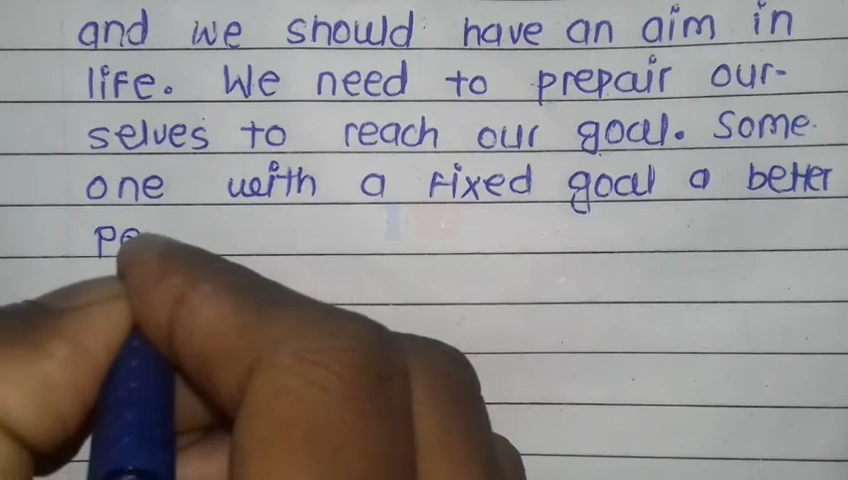 and we should have an aim in
life. We need to prepair our-
selves to reach our goal. Some
one with a fixed goal a better
pe